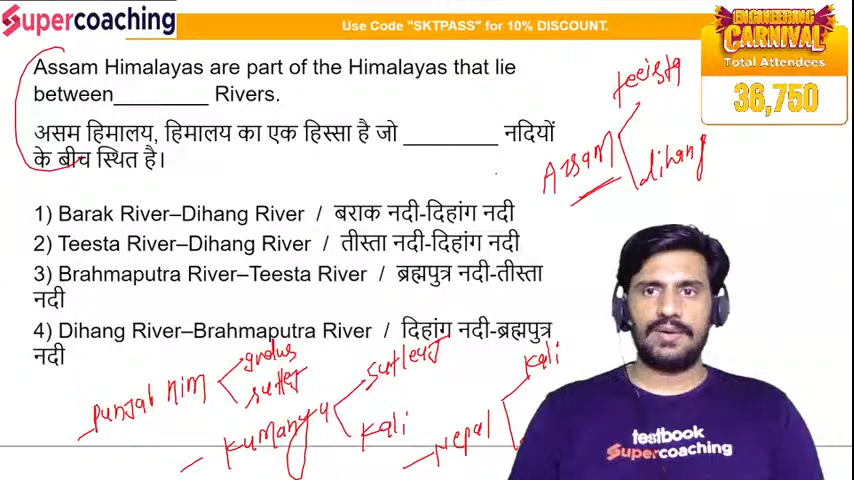 Supercoaching
Use Code "SKTPASS" for 10% DISCOUNT.
ENGINEERING
CARNIVAL
Total Attendees
36,750
Assam Himalayas are part of the Himalayas that lie
between________ Rivers.
असम हिमालय, हिमालय का एक हिस्सा है जो ________ नदियों
के बीच स्थित है।
Assam
teesta
dihang
1) Barak River–Dihang River / बराक नदी-दिहांग नदी
2) Teesta River–Dihang River / तीस्ता नदी-दिहांग नदी
3) Brahmaputra River–Teesta River / ब्रह्मपुत्र नदी-तीस्ता
नदी
4) Dihang River–Brahmaputra River / दिहांग नदी-ब्रह्मपुत्र
नदी
Punjab him
sutlej
Kumanyu
sutleuj
Kali
Nepal
Kali
testbook
Supercoaching